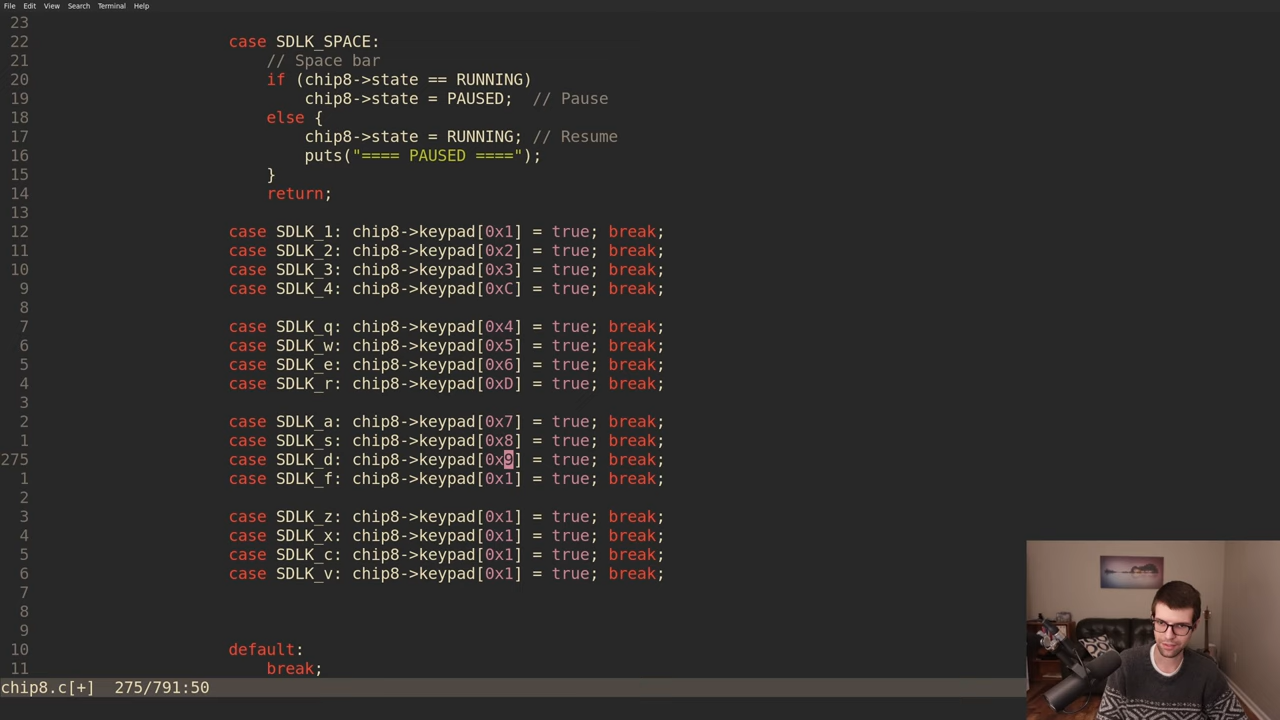 File Edit View Search Terminal Help
23
22 case SDLK_SPACE:
21 // Space bar
20 if (chip8->state == RUNNING)
19 chip8->state = PAUSED;  // Pause
18 else {
17 chip8->state = RUNNING; // Resume
16 puts("==== PAUSED ====");
15 }
14 return;
13
12 case SDLK_1: chip8->keypad[0x1] = true; break;
11 case SDLK_2: chip8->keypad[0x2] = true; break;
10 case SDLK_3: chip8->keypad[0x3] = true; break;
9 case SDLK_4: chip8->keypad[0xC] = true; break;
8
7 case SDLK_q: chip8->keypad[0x4] = true; break;
6 case SDLK_w: chip8->keypad[0x5] = true; break;
5 case SDLK_e: chip8->keypad[0x6] = true; break;
4 case SDLK_r: chip8->keypad[0xD] = true; break;
3
2 case SDLK_a: chip8->keypad[0x7] = true; break;
1 case SDLK_s: chip8->keypad[0x8] = true; break;
275 case SDLK_d: chip8->keypad[0x9] = true; break;
1 case SDLK_f: chip8->keypad[0x1] = true; break;
2
3 case SDLK_z: chip8->keypad[0x1] = true; break;
4 case SDLK_x: chip8->keypad[0x1] = true; break;
5 case SDLK_c: chip8->keypad[0x1] = true; break;
6 case SDLK_v: chip8->keypad[0x1] = true; break;
7
8
9
10 default:
11 break;
chip8.c[+]  275/791:50